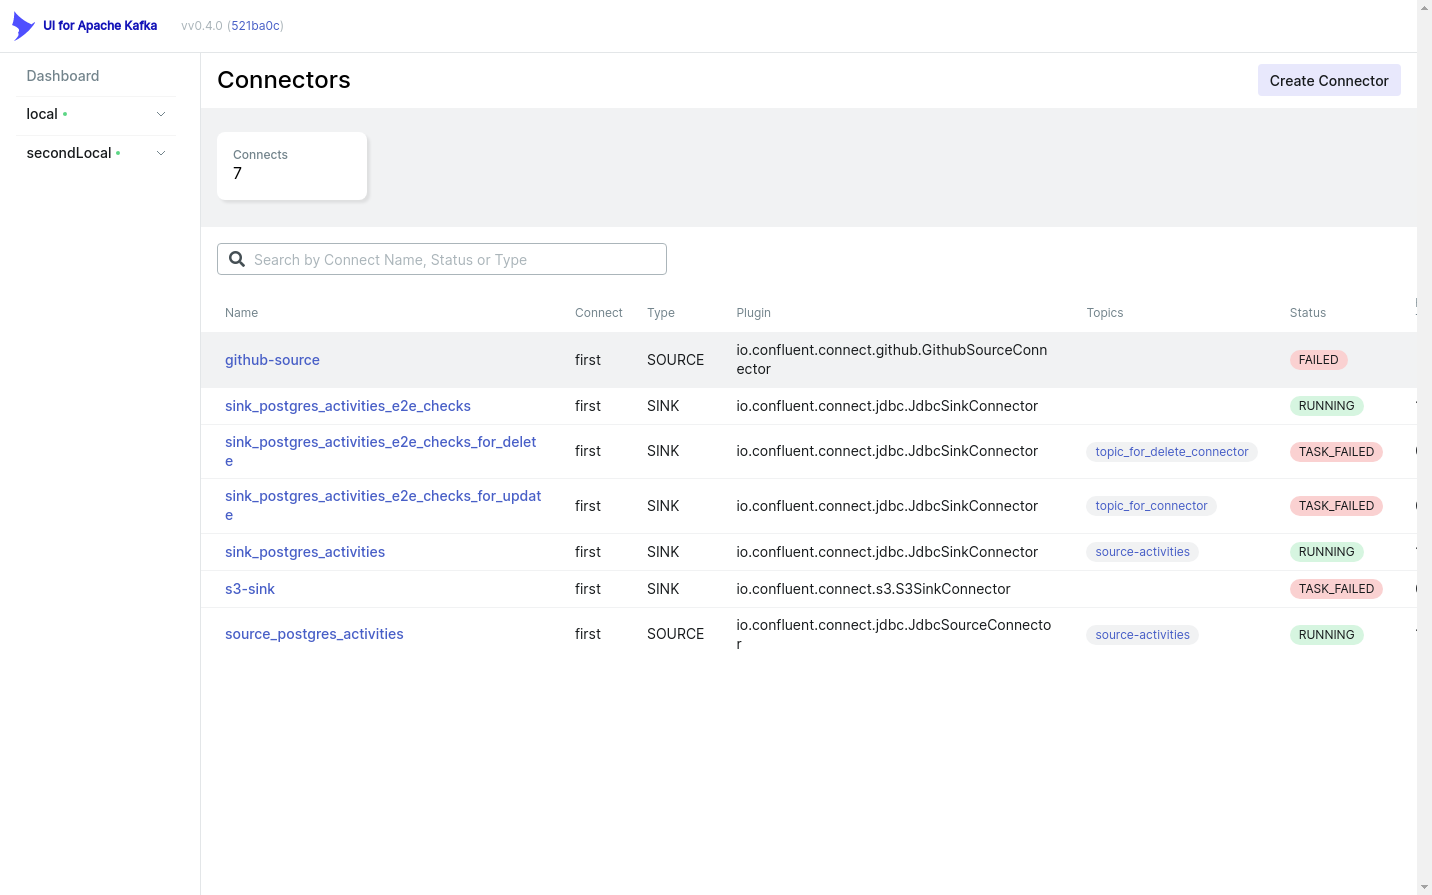 UI for Apache Kafka vv0.4.0 (521ba0c)
Dashboard
local
secondLocal
Connectors
Create Connector
Connects
7
Search by Connect Name, Status or Type
Name Connect Type Plugin Topics Status
github-source first SOURCE io.confluent.connect.github.GithubSourceConn
ector FAILED
sink_postgres_activities_e2e_checks first SINK io.confluent.connect.jdbc.JdbcSinkConnector RUNNING
sink_postgres_activities_e2e_checks_for_delet
e first SINK io.confluent.connect.jdbc.JdbcSinkConnector topic_for_delete_connector TASK_FAILED
sink_postgres_activities_e2e_checks_for_updat
e first SINK io.confluent.connect.jdbc.JdbcSinkConnector topic_for_connector TASK_FAILED
sink_postgres_activities first SINK io.confluent.connect.jdbc.JdbcSinkConnector source-activities RUNNING
s3-sink first SINK io.confluent.connect.s3.S3SinkConnector TASK_FAILED
source_postgres_activities first SOURCE io.confluent.connect.jdbc.JdbcSourceConnecto
r source-activities RUNNING